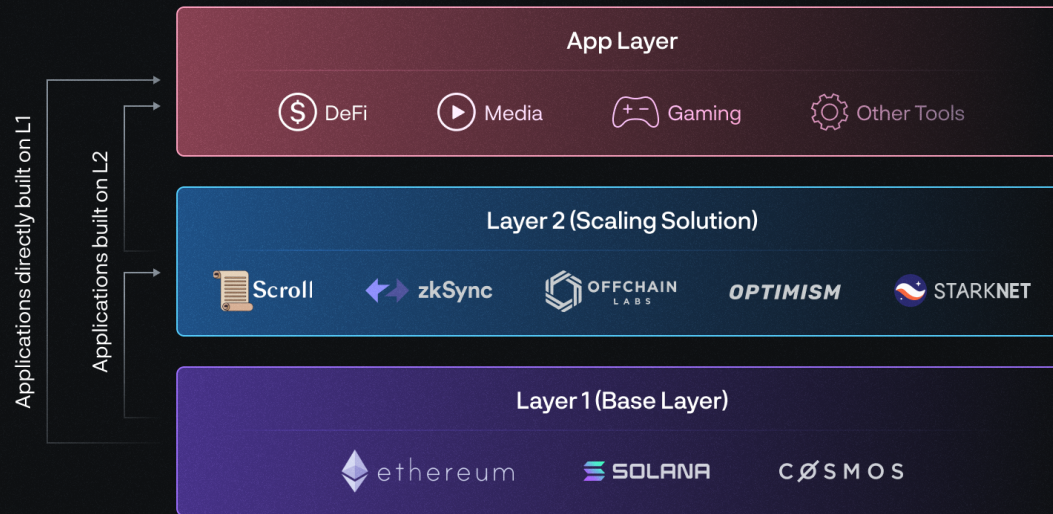 App Layer
DeFi Media Gaming Other Tools
Layer 2 (Scaling Solution)
Scroll zkSync OFFCHAIN LABS OPTIMISM STARKNET
Layer 1 (Base Layer)
ethereum SOLANA COSMOS
Applications directly built on L1
Applications built on L2